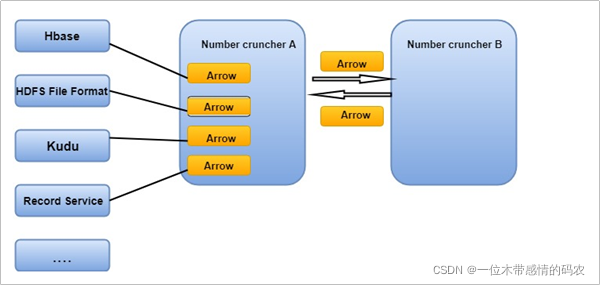 Hbase
HDFS File Format
Kudu
Record Service
....
Number cruncher A
Arrow
Arrow
Arrow
Arrow
Arrow
Arrow
Number cruncher B
CSDN @一位木带感情的码农